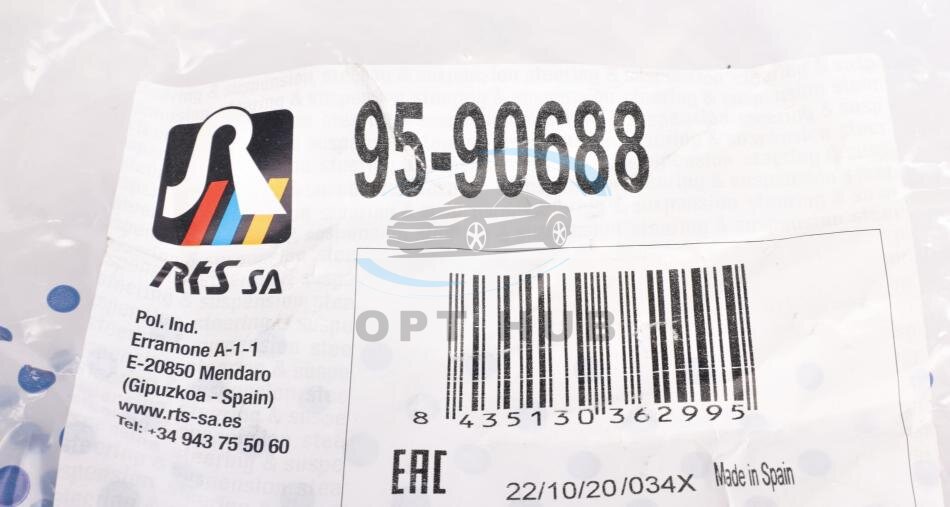 95-90688
RTS SA
Pol. Ind.
Erramone A-1-1
E-20850 Mendaro
(Gipuzkoa - Spain)
www.rts-sa.es
Tel: +34 943 75 50 60
OPT HUB
8 435130 362995
EAC
22/10/20/034X
Made in Spain